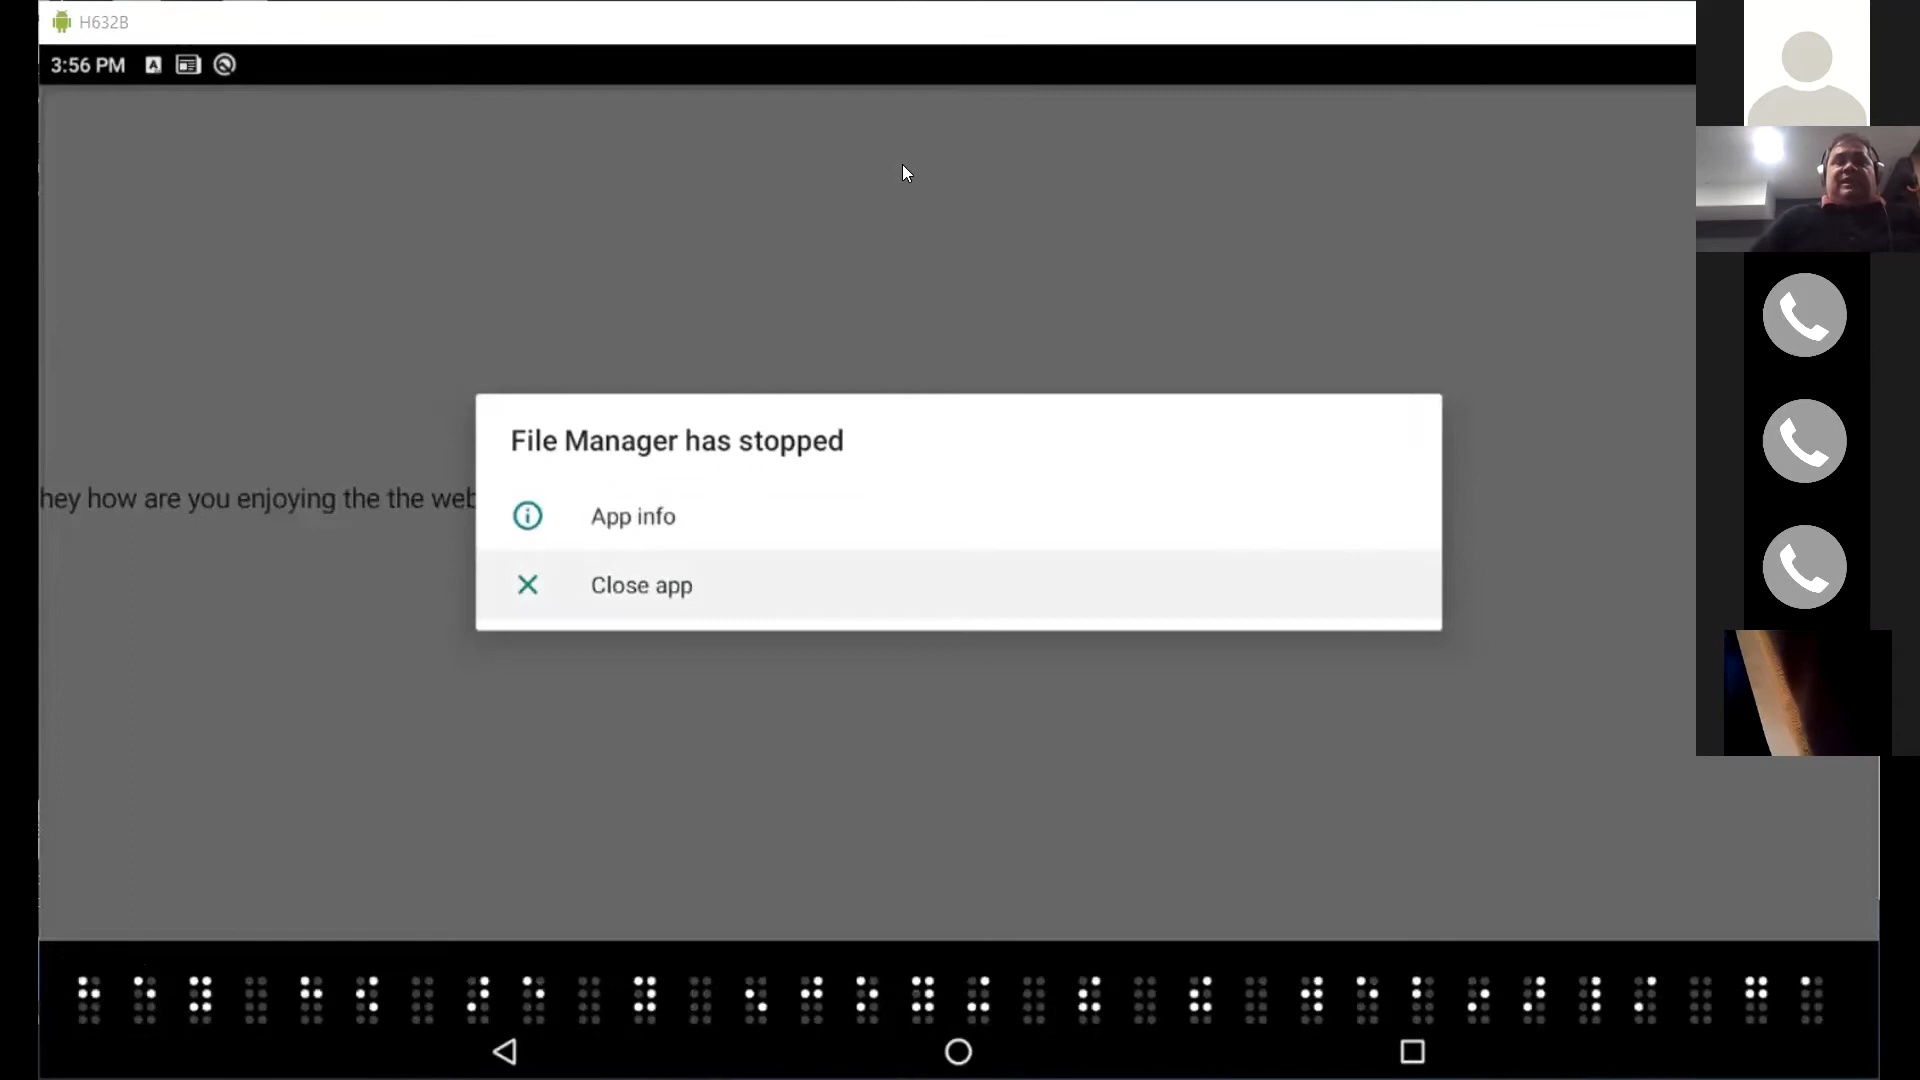 H632B
3:56 PM
File Manager has stopped
hey how are you enjoying the the web
App info
Close app